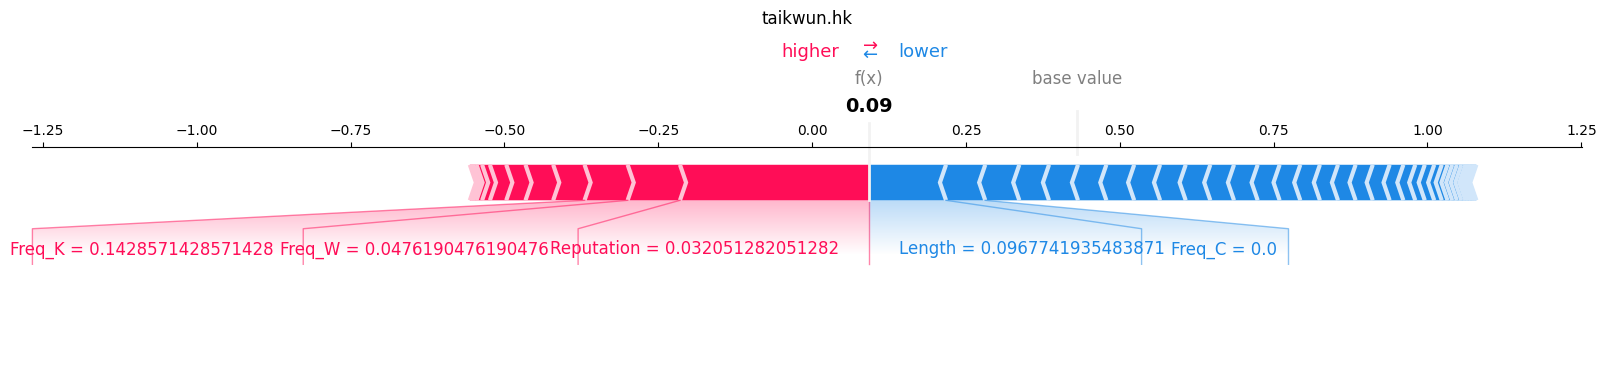 taikwun.hk
higher ⇄ lower
f(x) base value
0.09
−1.25 −1.00 −0.75 −0.50 −0.25 0.00 0.25 0.50 0.75 1.00 1.25
Freq_K = 0.1428571428571428 Freq_W = 0.0476190476190476 Reputation = 0.032051282051282 Length = 0.0967741935483871 Freq_C = 0.0